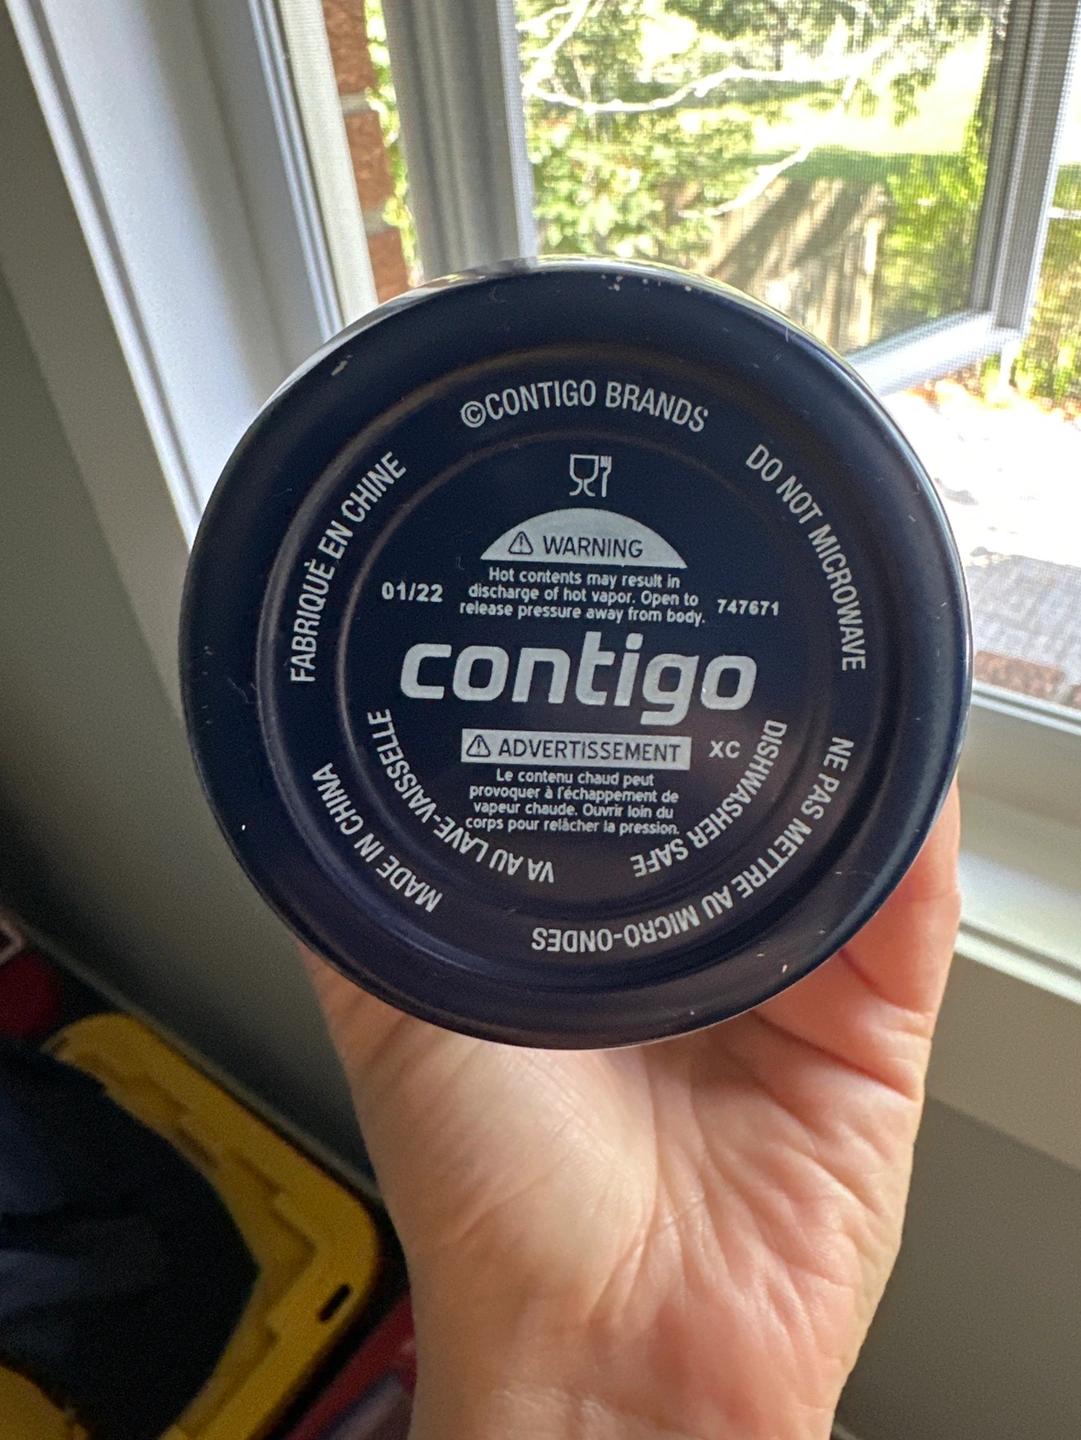 ©CONTIGO BRANDS
DO NOT MICROWAVE
NE PAS METTRE AU MICRO-ONDES
MADE IN CHINA
FABRIQUÈ EN CHINE
WARNING
Hot contents may result in
discharge of hot vapor. Open to
release pressure away from body.
01/22
747671
contigo
ADVERTISSEMENT
XC
Le contenu chaud peut
provoquer à l'échappement de
vapeur chaude. Ouvrir loin du
corps pour relâcher la pression.
DISHWASHER SAFE
VA AU LAVE-VAISSELLE